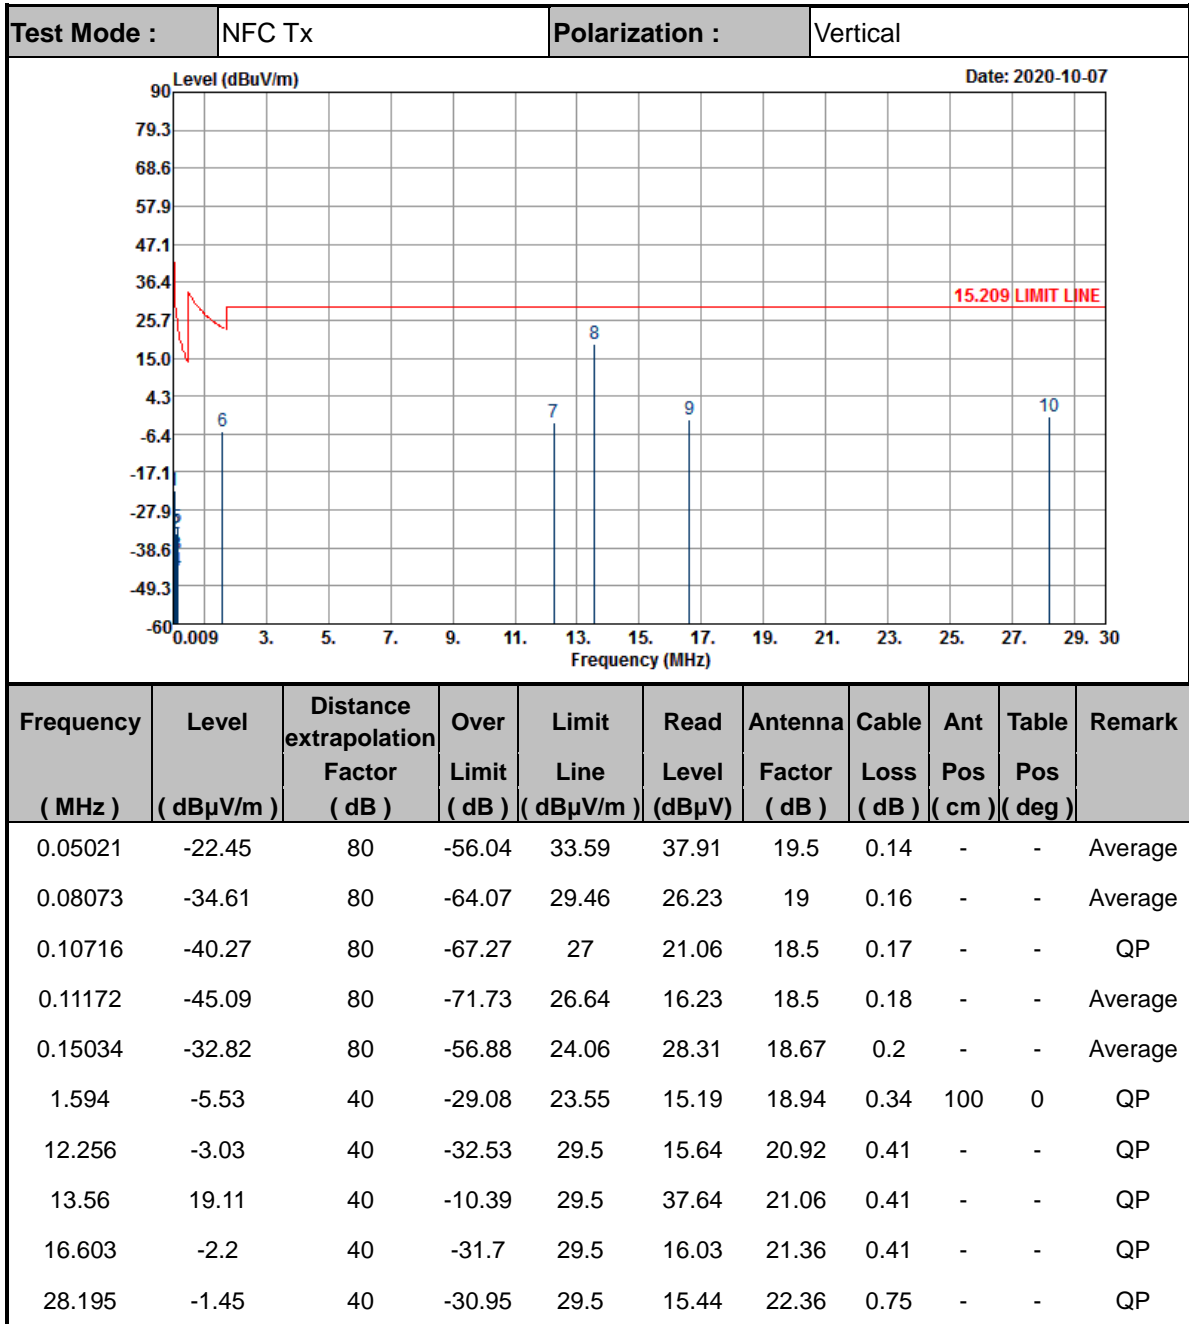 Test Mode : NFC Tx Polarization : Vertical
Level (dBuV/m) Date: 2020-10-07
90
79.3
68.6
57.9
47.1
36.4
15.209 LIMIT LINE
25.7
8
15.0
4.3
6 7 9 10
-6.4
-17.1
-27.9
-38.6
-49.3
-60
0.009 3. 5. 7. 9. 11. 13. 15. 17. 19. 21. 23. 25. 27. 29. 30
Frequency (MHz)
Frequency Level Distance extrapolation Over Limit Read Antenna Cable Ant Table Remark
Factor Limit Line Level Factor Loss Pos Pos
( MHz ) ( dBµV/m ) ( dB ) ( dB ) ( dBµV/m ) (dBµV) ( dB ) ( dB ) ( cm ) ( deg )
0.05021 -22.45 80 -56.04 33.59 37.91 19.5 0.14 - - Average
0.08073 -34.61 80 -64.07 29.46 26.23 19 0.16 - - Average
0.10716 -40.27 80 -67.27 27 21.06 18.5 0.17 - - QP
0.11172 -45.09 80 -71.73 26.64 16.23 18.5 0.18 - - Average
0.15034 -32.82 80 -56.88 24.06 28.31 18.67 0.2 - - Average
1.594 -5.53 40 -29.08 23.55 15.19 18.94 0.34 100 0 QP
12.256 -3.03 40 -32.53 29.5 15.64 20.92 0.41 - - QP
13.56 19.11 40 -10.39 29.5 37.64 21.06 0.41 - - QP
16.603 -2.2 40 -31.7 29.5 16.03 21.36 0.41 - - QP
28.195 -1.45 40 -30.95 29.5 15.44 22.36 0.75 - - QP